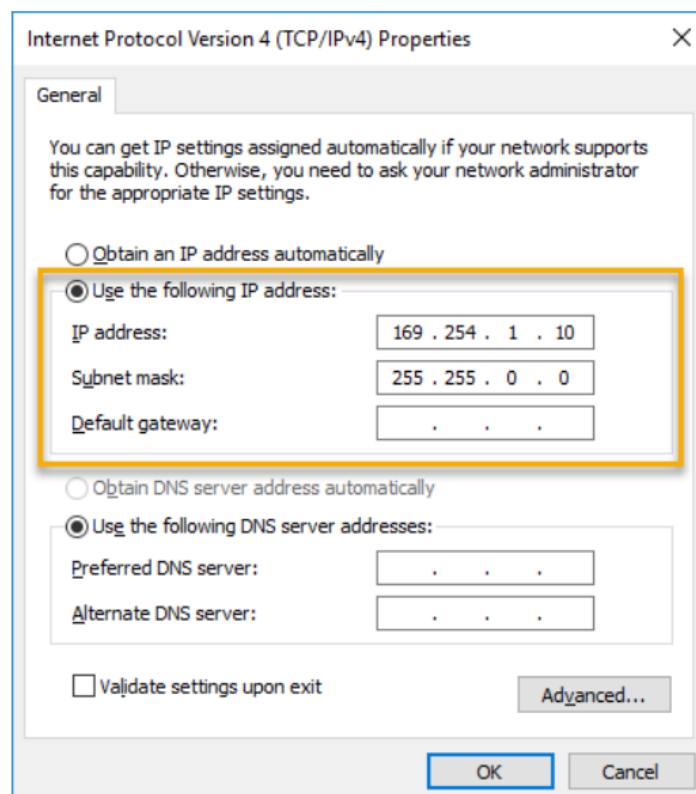 Internet Protocol Version 4 (TCP/IPv4) Properties
General
You can get IP settings assigned automatically if your network supports
this capability. Otherwise, you need to ask your network administrator
for the appropriate IP settings.
Obtain an IP address automatically
Use the following IP address:
IP address: 169 . 254 . 1 . 10
Subnet mask: 255 . 255 . 0 . 0
Default gateway: . . .
Obtain DNS server address automatically
Use the following DNS server addresses:
Preferred DNS server: . . .
Alternate DNS server: . . .
Validate settings upon exit
Advanced...
OK Cancel